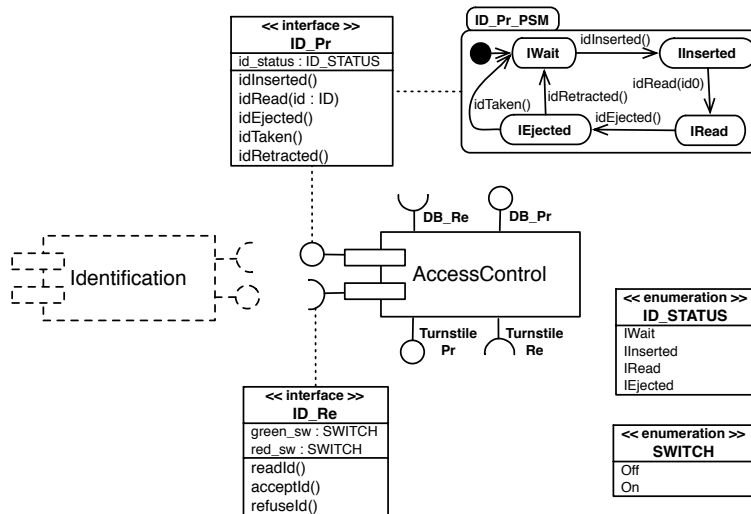 << interface >>
ID_Pr
id_status : ID_STATUS
idInserted()
idRead(id : ID)
idEjected()
idTaken()
idRetracted()
ID_Pr_PSM
IWait
idInserted()
IInserted
idRead(id0)
idTaken()
idRetracted()
IEjected
idEjected()
IRead
DB_Re
DB_Pr
Identification
AccessControl
Turnstile
Pr
Turnstile
Re
<< interface >>
ID_Re
green_sw : SWITCH
red_sw : SWITCH
readId()
acceptId()
refuseId()
<< enumeration >>
ID_STATUS
IWait
IInserted
IRead
IEjected
<< enumeration >>
SWITCH
Off
On